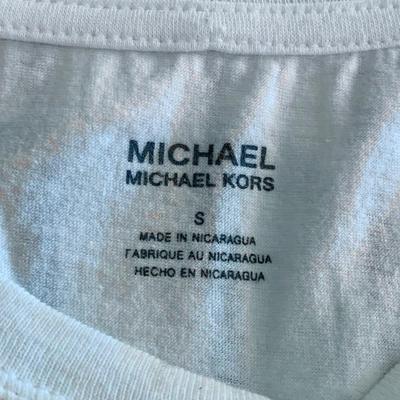 MICHAEL
MICHAEL KORS
S
MADE IN NICARAGUA
FABRIQUE AU NICARAGUA
HECHO EN NICARAGUA